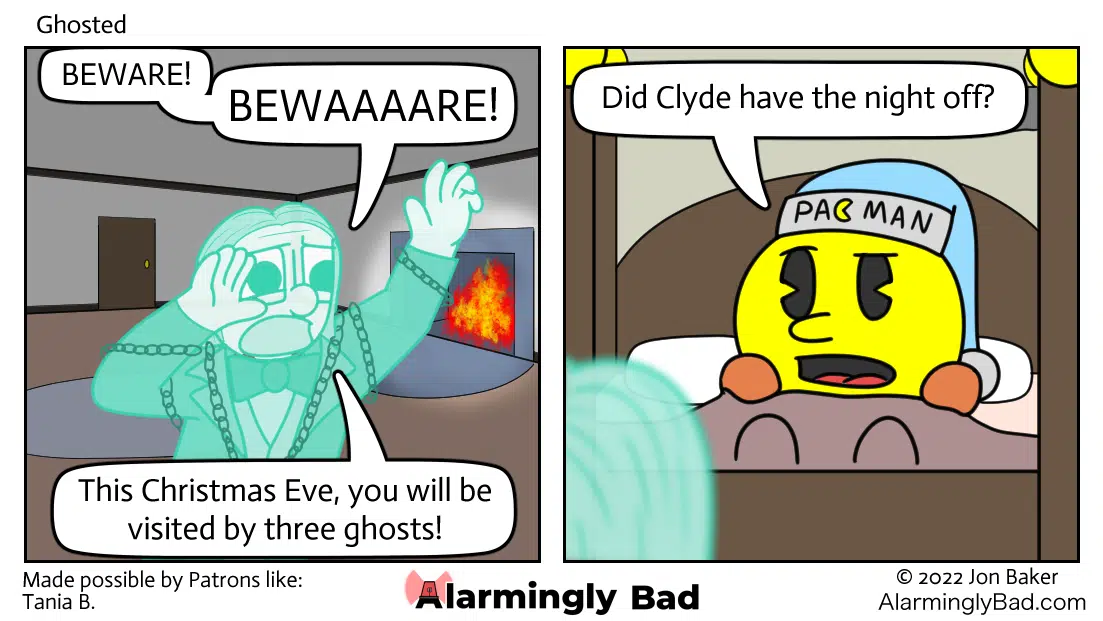 Ghosted
BEWARE!
BEWAAAARE!
This Christmas Eve, you will be
visited by three ghosts!
Did Clyde have the night off?
PAC MAN
Made possible by Patrons like:
Tania B.
Alarmingly Bad
© 2022 Jon Baker
AlarminglyBad.com